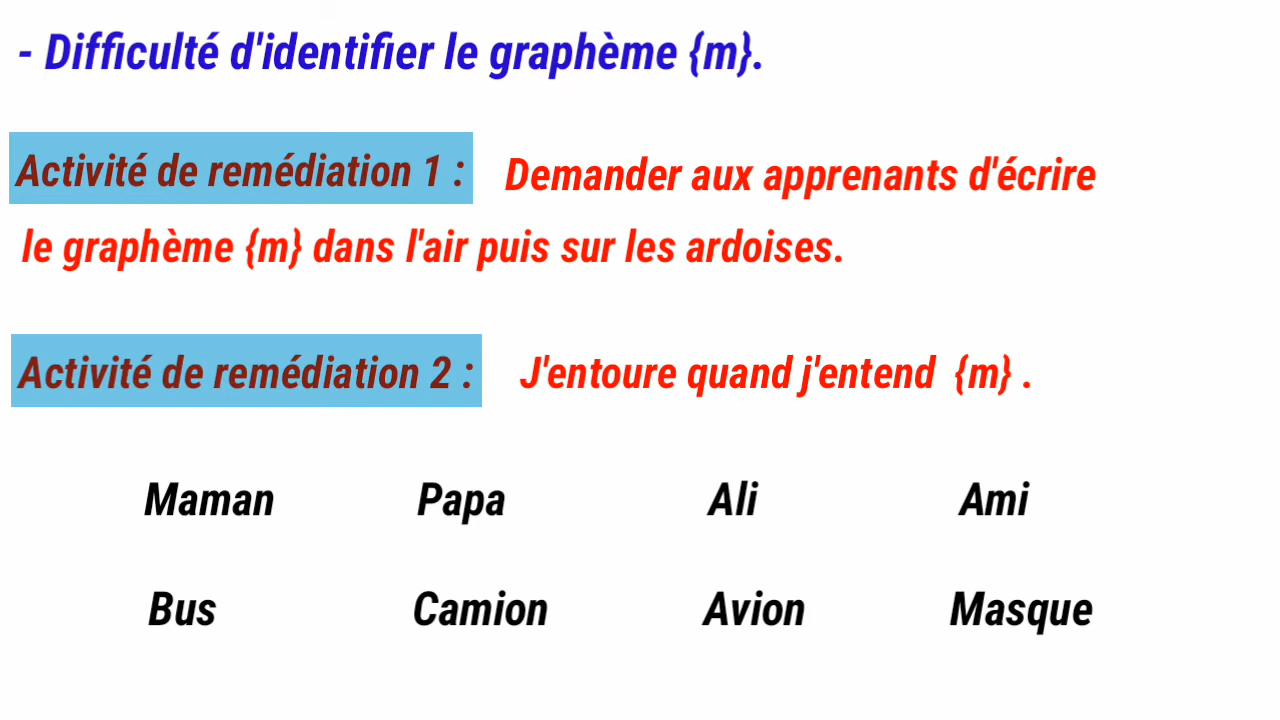 - Difficulté d'identifier le graphème {m}.
Activité de remédiation 1 : Demander aux apprenants d'écrire
le graphème {m} dans l'air puis sur les ardoises.
Activité de remédiation 2 : J'entoure quand j'entend {m} .
Maman Papa Ali Ami
Bus Camion Avion Masque